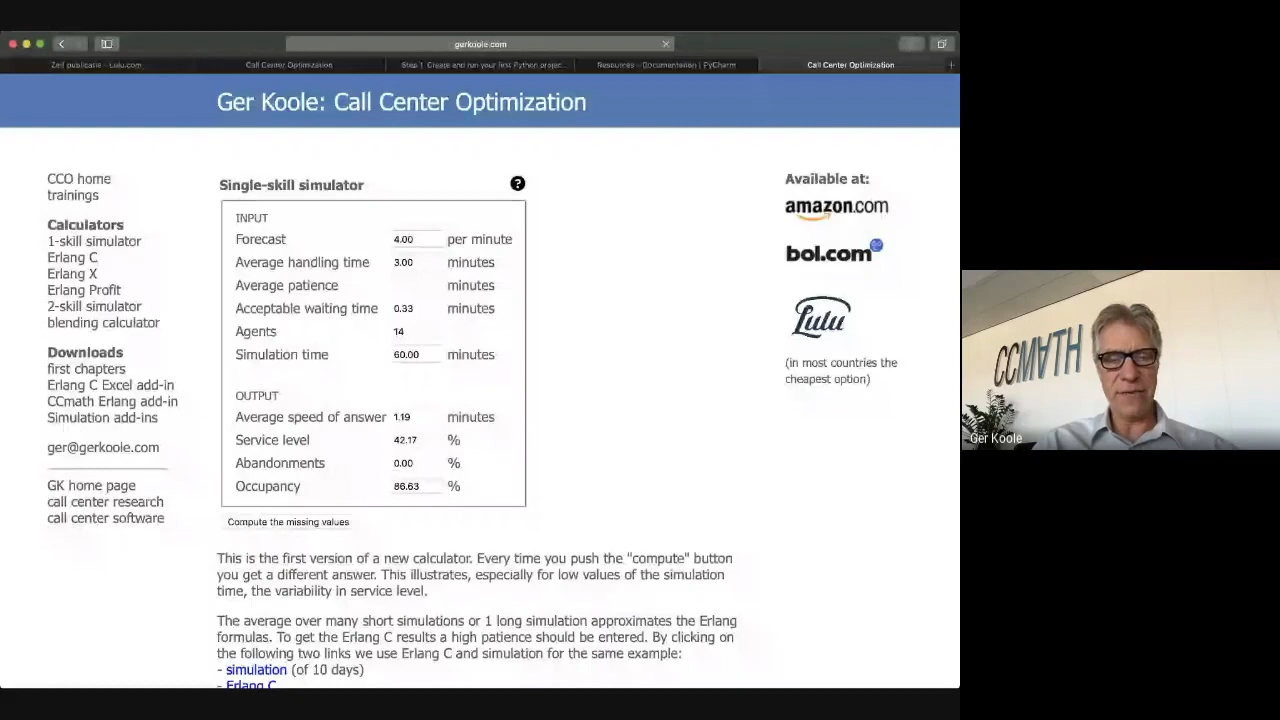 gerkoole.com
Zelf publicatie - Lulu.com
Call Center Optimization
Step 1. Create and run your first Python projec...
Resources - Documentation | PyCharm
Call Center Optimization
Ger Koole: Call Center Optimization
CCO home
trainings
Calculators
1-skill simulator
Erlang C
Erlang X
Erlang Profit
2-skill simulator
blending calculator
Downloads
first chapters
Erlang C Excel add-in
CCmath Erlang add-in
Simulation add-ins
ger@gerkoole.com
GK home page
call center research
call center software
Single-skill simulator ?
INPUT
Forecast 4.00 per minute
Average handling time 3.00 minutes
Average patience minutes
Acceptable waiting time 0.33 minutes
Agents 14
Simulation time 60.00 minutes
OUTPUT
Average speed of answer 1.19 minutes
Service level 42.17 %
Abandonments 0.00 %
Occupancy 86.63 %
Compute the missing values
This is the first version of a new calculator. Every time you push the "compute" button
you get a different answer. This illustrates, especially for low values of the simulation
time, the variability in service level.
The average over many short simulations or 1 long simulation approximates the Erlang
formulas. To get the Erlang C results a high patience should be entered. By clicking on
the following two links we use Erlang C and simulation for the same example:
- simulation (of 10 days)
- Erlang C
Available at:
amazon.com
bol.com
Lulu
(in most countries the
cheapest option)
CCMATH
Ger Koole